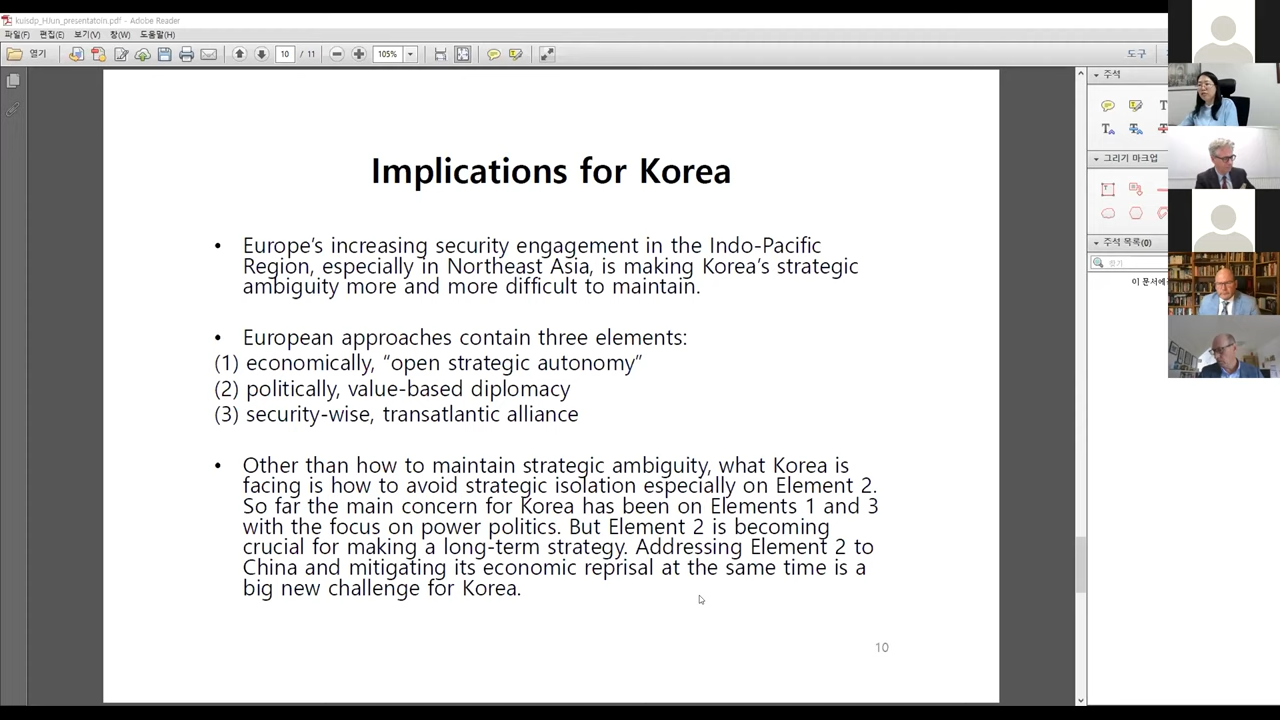 kuisdp_HJun_presentatoin.pdf - Adobe Reader
파일(F) 편집(E) 보기(V) 창(W) 도움말(H)
열기 10 / 11 105% 도구
주석
Implications for Korea
• Europe's increasing security engagement in the Indo-Pacific
Region, especially in Northeast Asia, is making Korea's strategic
ambiguity more and more difficult to maintain.
• European approaches contain three elements:
(1) economically, “open strategic autonomy”
(2) politically, value-based diplomacy
(3) security-wise, transatlantic alliance
• Other than how to maintain strategic ambiguity, what Korea is
facing is how to avoid strategic isolation especially on Element 2.
So far the main concern for Korea has been on Elements 1 and 3
with the focus on power politics. But Element 2 is becoming
crucial for making a long-term strategy. Addressing Element 2 to
China and mitigating its economic reprisal at the same time is a
big new challenge for Korea.
10
그리기 마크업
주석 목록(0)
찾기
이 문서에